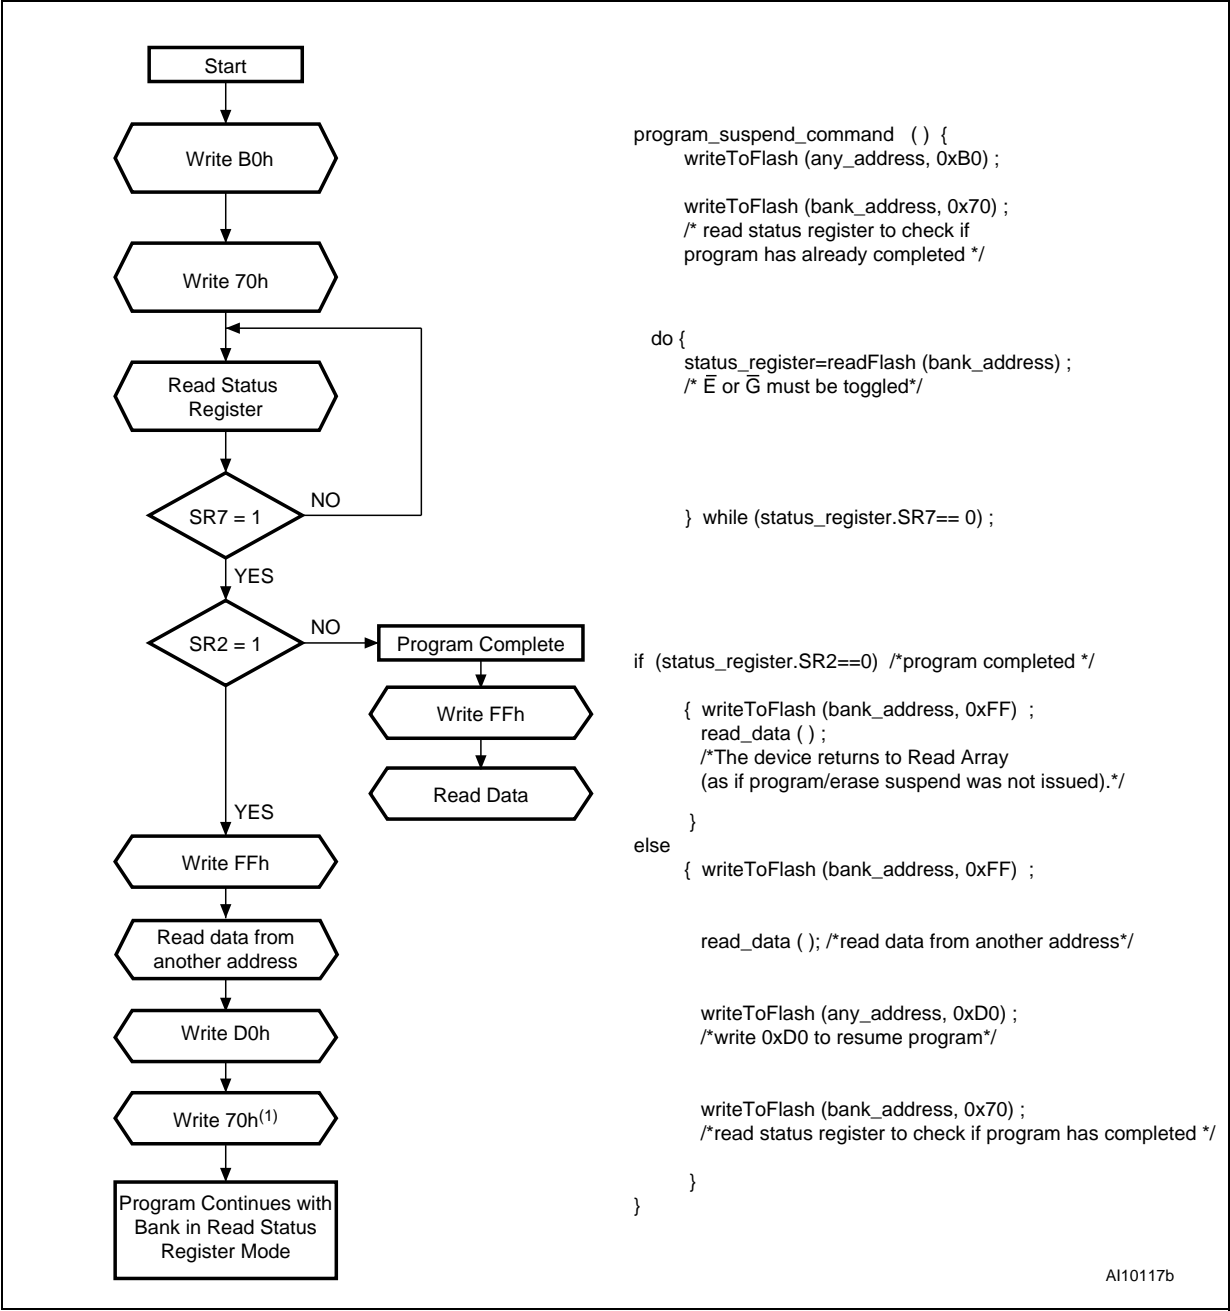 Start
Write B0h
Write 70h
Read Status
Register
NO
SR7 = 1
YES
NO
SR2 = 1
Program Complete
Write FFh
Read Data
YES
Write FFh
Read data from
another address
Write D0h
Write 70h(1)
Program Continues with
Bank in Read Status
Register Mode
program_suspend_command ( ) {
writeToFlash (any_address, 0xB0) ;
writeToFlash (bank_address, 0x70) ;
/* read status register to check if
program has already completed */
do {
status_register=readFlash (bank_address) ;
/* E̅ or G̅ must be toggled*/
} while (status_register.SR7== 0) ;
if (status_register.SR2==0) /*program completed */
{ writeToFlash (bank_address, 0xFF) ;
read_data ( ) ;
/*The device returns to Read Array
(as if program/erase suspend was not issued).*/
}
else
{ writeToFlash (bank_address, 0xFF) ;
read_data ( ); /*read data from another address*/
writeToFlash (any_address, 0xD0) ;
/*write 0xD0 to resume program*/
writeToFlash (bank_address, 0x70) ;
/*read status register to check if program has completed */
}
}
AI10117b